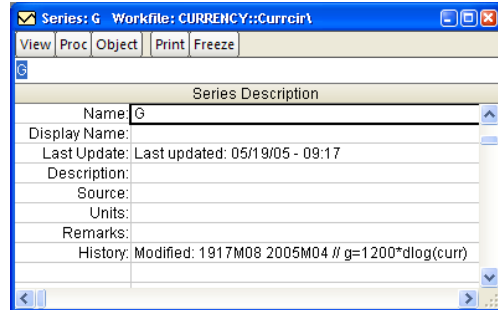 Series: G Workfile: CURRENCY::Currcir\
View Proc Object Print Freeze
G
Series Description
Name: G
Display Name:
Last Update: Last updated: 05/19/05 - 09:17
Description:
Source:
Units:
Remarks:
History: Modified: 1917M08 2005M04 // g=1200*dlog(curr)